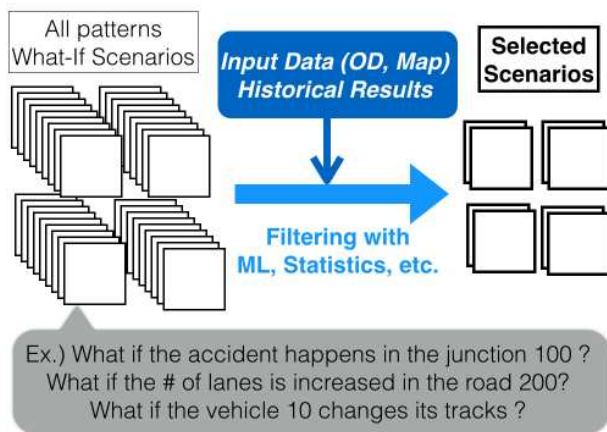 All patterns
What-If Scenarios
Input Data (OD, Map)
Historical Results
Selected
Scenarios
Filtering with
ML, Statistics, etc.
Ex.) What if the accident happens in the junction 100 ?
What if the # of lanes is increased in the road 200?
What if the vehicle 10 changes its tracks ?